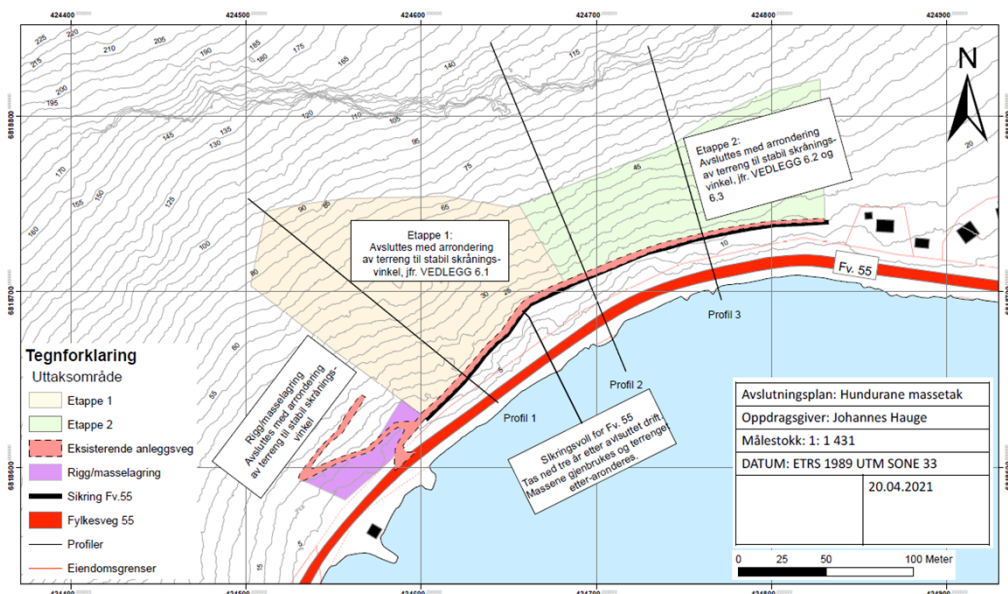 424400
424500
424600
424700
424800
424900
N
Etappe 2:
Avsluttes med arrondering
av terreng til stabil skrånings-
vinkel, jfr. VEDLEGG 6.2 og
6.3
Etappe 1:
Avsluttes med arrondering
av terreng til stabil skrånings-
vinkel, jfr. VEDLEGG 6.1
Fv. 55
Profil 3
Profil 2
Profil 1
Rigg/masselagring
Avsluttes med arrondering
av terreng til stabil skrånings-
vinkel
Sikringsvoll for Fv. 55
Tas ned tre år etter avlsuttet drift.
Massene gjenbrukes og terrenget
etter-aronderes.
Tegnforklaring
Uttaksområde
Etappe 1
Etappe 2
Eksisterende anleggsveg
Rigg/masselagring
Sikring Fv.55
Fylkesveg 55
Profiler
Eiendomsgrenser
Avslutningsplan: Hundurane massetak
Oppdragsgiver: Johannes Hauge
Målestokk: 1: 1 431
DATUM: ETRS 1989 UTM SONE 33
20.04.2021
0 25 50 100 Meter